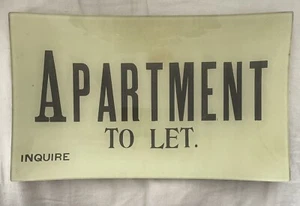 APARTMENT
TO LET.
INQUIRE